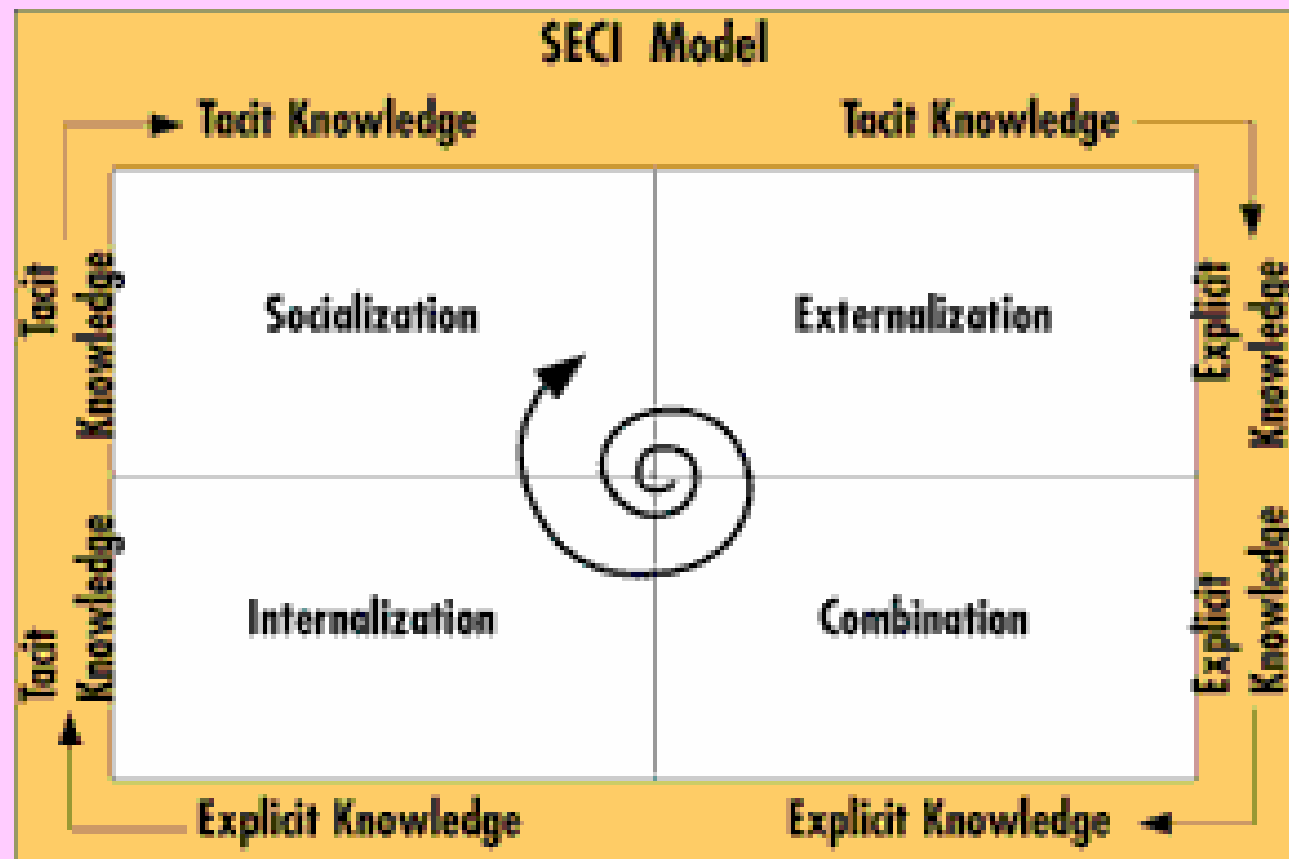 SECI Model
Tacit Knowledge
Tacit Knowledge
Tacit
Knowledge
Socialization
Externalization
Explicit
Knowledge
Tacit
Knowledge
Internalization
Combination
Explicit
Knowledge
Explicit Knowledge
Explicit Knowledge